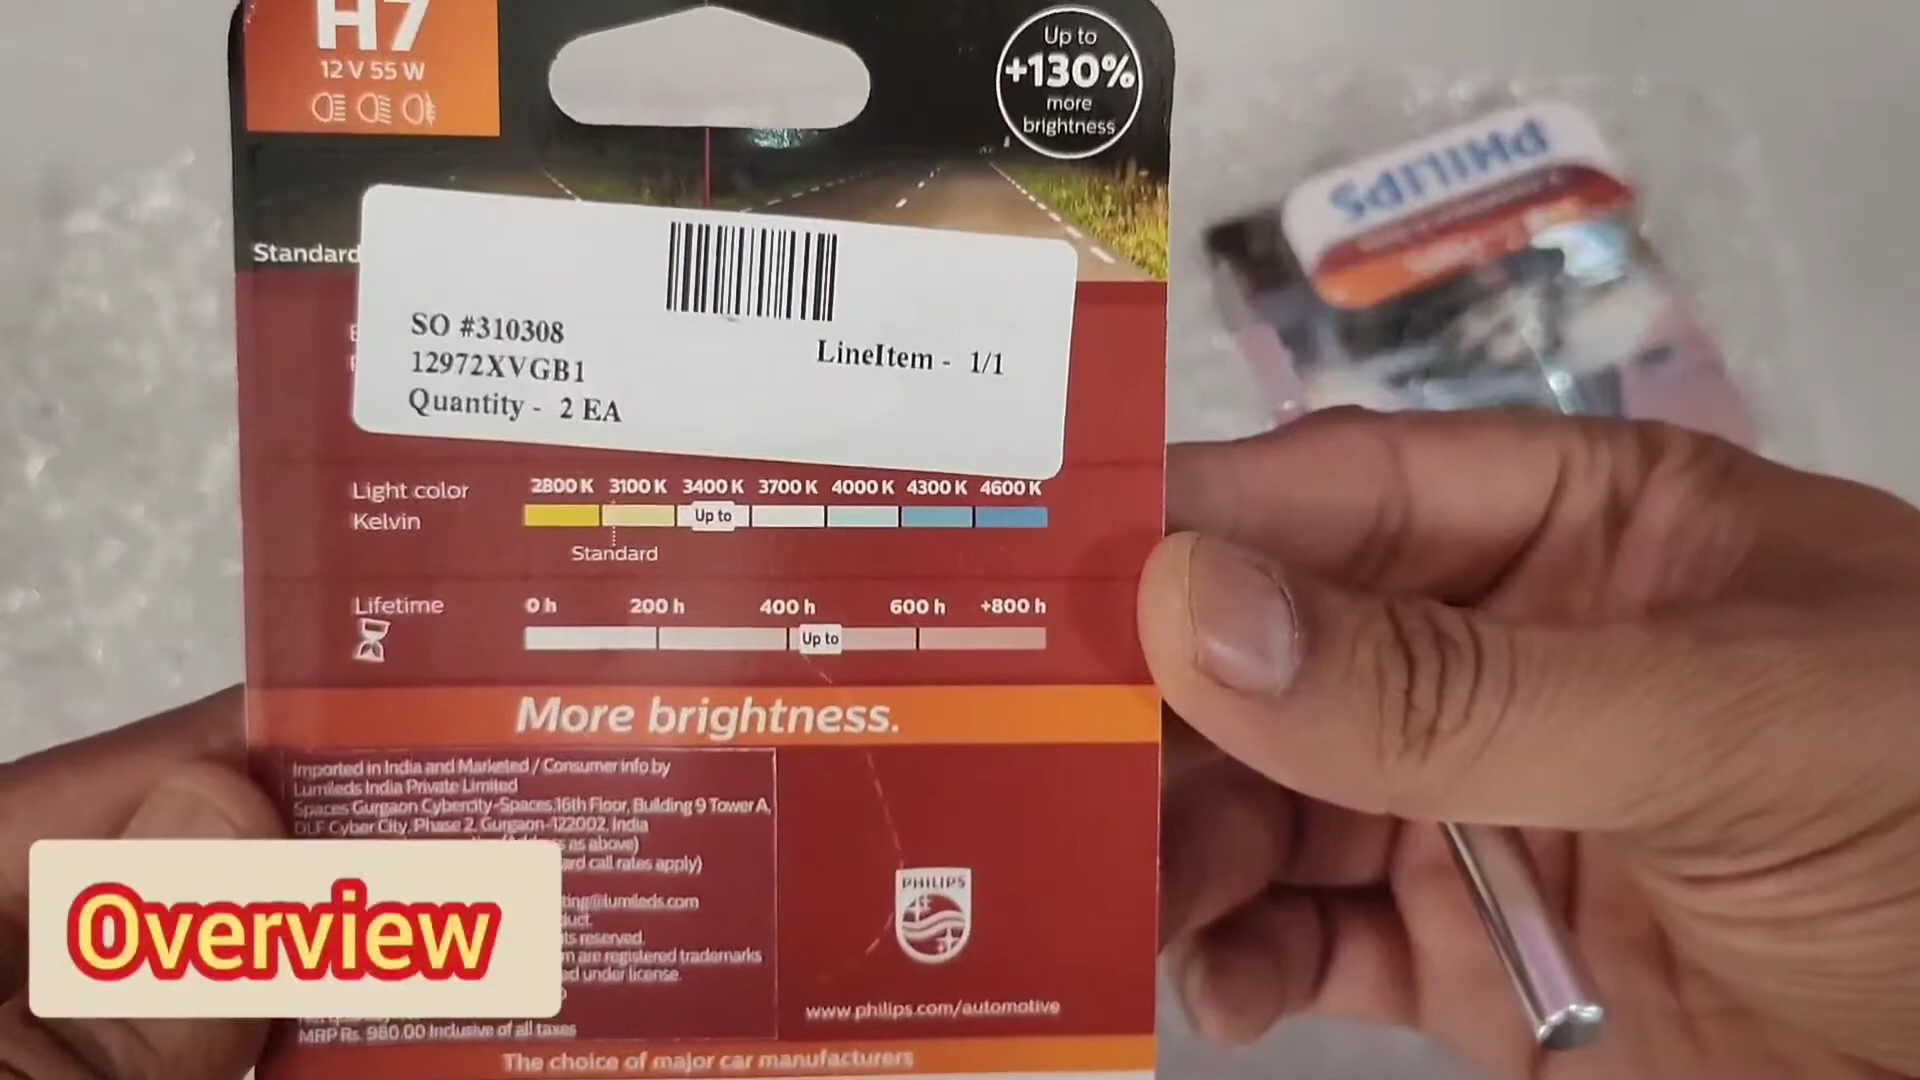 H7
12 V 55 W
Up to
+130%
more
brightness
PHILIPS
Standard
SO #310308
12972XVGB1
Quantity - 2 EA
LineItem - 1/1
Light color
Kelvin
2800 K 3100 K 3400 K 3700 K 4000 K 4300 K 4600 K
Up to
Standard
Lifetime
0 h 200 h 400 h 600 h +800 h
Up to
More brightness.
Imported in India and Marketed / Consumer info by
Lumileds India Private Limited
Spaces Gurgaon Cybercity-Spaces,16th Floor, Building 9 Tower A,
DLF Cyber City, Phase 2, Gurgaon-122002, India
as above)
call rates apply)
@lumileds.com
reserved.
are registered trademarks
under license.
MRP Rs. 980.00 Inclusive of all taxes
PHILIPS
www.philips.com/automotive
The choice of major car manufacturers
Overview